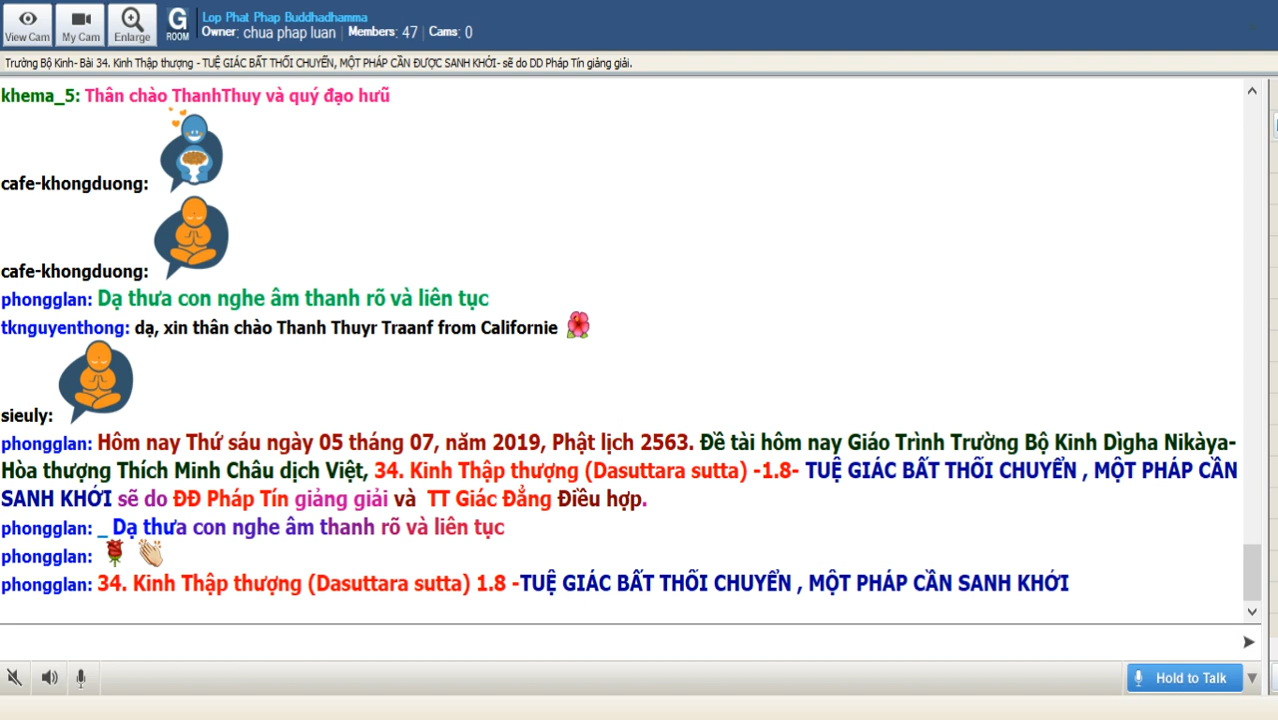 View Cam
My Cam
Enlarge
G
ROOM
Lop Phat Phap Buddhadhamma
Owner: chua phap luan | Members: 47 | Cams: 0
Trường Bộ Kinh- Bài 34. Kinh Thập thượng - TUỆ GIÁC BẤT THỐI CHUYỂN, MỘT PHÁP CẦN ĐƯỢC SANH KHỞI- sẽ do DD Pháp Tín giảng giải.
khema_5: Thân chào ThanhThuy và quý đạo hưũ
cafe-khongduong:
cafe-khongduong:
phongglan: Dạ thưa con nghe âm thanh rõ và liên tục
tknguyenthong: dạ, xin thân chào Thanh Thuyr Traanf from Californie
sieuly:
phongglan: Hôm nay Thứ sáu ngày 05 tháng 07, năm 2019, Phật lịch 2563. Đề tài hôm nay Giáo Trình Trường Bộ Kinh Dìgha Nikàya-
Hòa thượng Thích Minh Châu dịch Việt, 34. Kinh Thập thượng (Dasuttara sutta) -1.8- TUỆ GIÁC BẤT THỐI CHUYỂN , MỘT PHÁP CẦN
SANH KHỞI sẽ do ĐĐ Pháp Tín giảng giải và TT Giác Đẳng Điều hợp.
phongglan: _ Dạ thưa con nghe âm thanh rõ và liên tục
phongglan:
phongglan: 34. Kinh Thập thượng (Dasuttara sutta) 1.8 -TUỆ GIÁC BẤT THỐI CHUYỂN , MỘT PHÁP CẦN SANH KHỞI
Hold to Talk